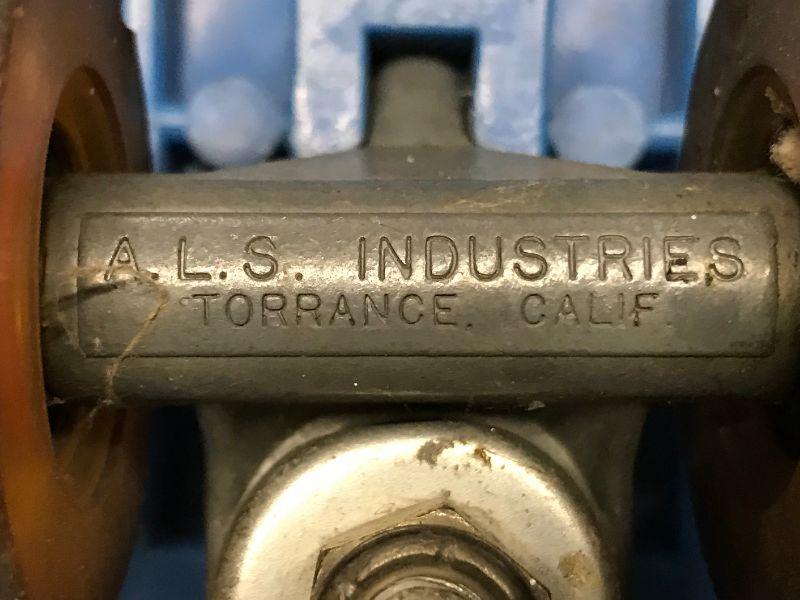 A.L.S. INDUSTRIES
TORRANCE, CALIF.